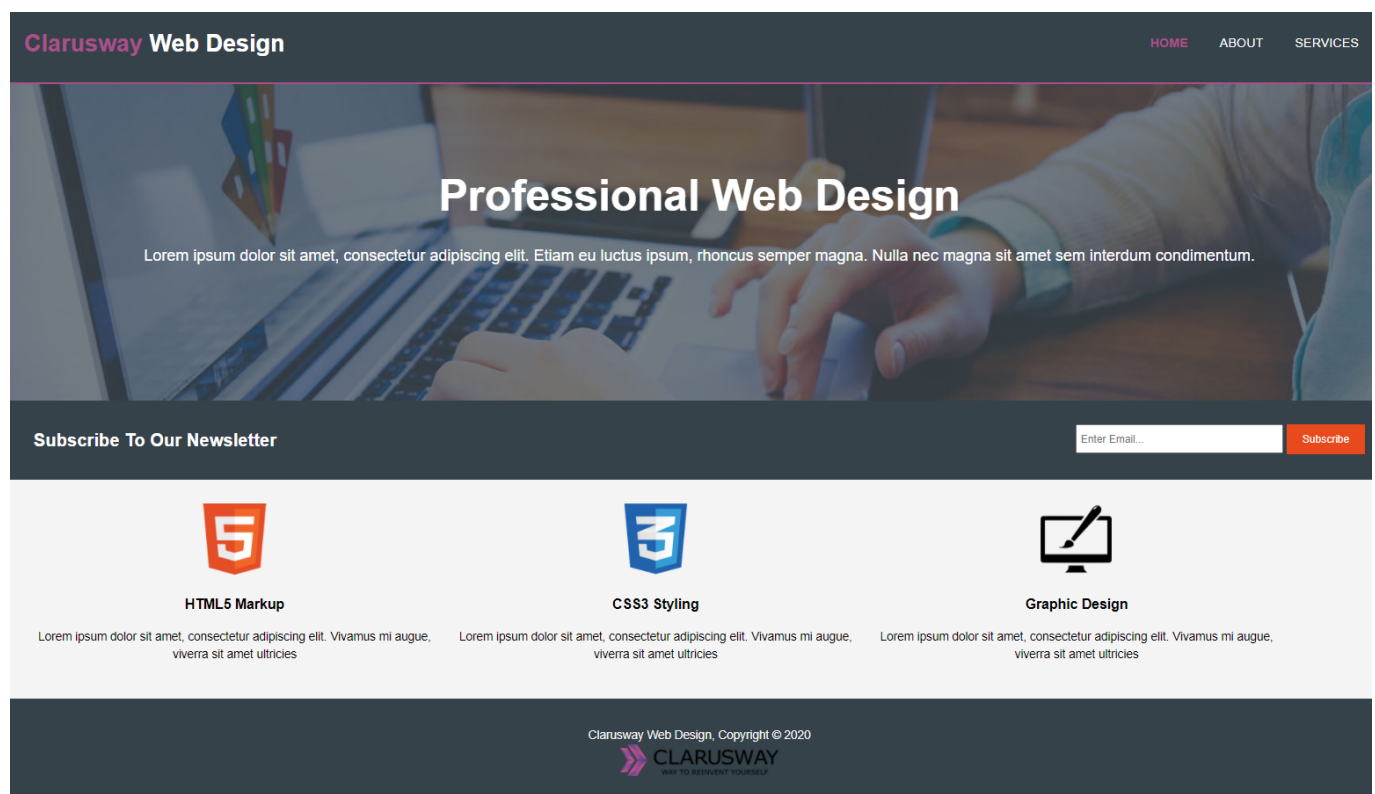 Clarusway Web Design
HOME ABOUT SERVICES
Professional Web Design
Lorem ipsum dolor sit amet, consectetur adipiscing elit. Etiam eu luctus ipsum, rhoncus semper magna. Nulla nec magna sit amet sem interdum condimentum.
Subscribe To Our Newsletter
Enter Email...
Subscribe
HTML5 Markup
Lorem ipsum dolor sit amet, consectetur adipiscing elit. Vivamus mi augue,
viverra sit amet ultricies
CSS3 Styling
Lorem ipsum dolor sit amet, consectetur adipiscing elit. Vivamus mi augue,
viverra sit amet ultricies
Graphic Design
Lorem ipsum dolor sit amet, consectetur adipiscing elit. Vivamus mi augue,
viverra sit amet ultricies
Clarusway Web Design, Copyright © 2020
CLARUSWAY
WAY TO REINVENT YOURSELF